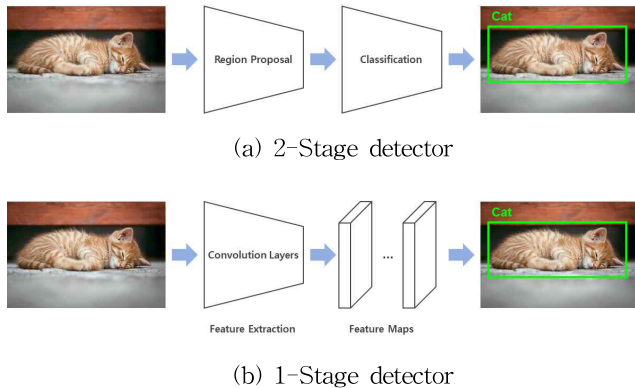 Cat
Region Proposal
Classification
(a) 2-Stage detector
Cat
Convolution Layers
...
Feature Extraction
Feature Maps
(b) 1-Stage detector